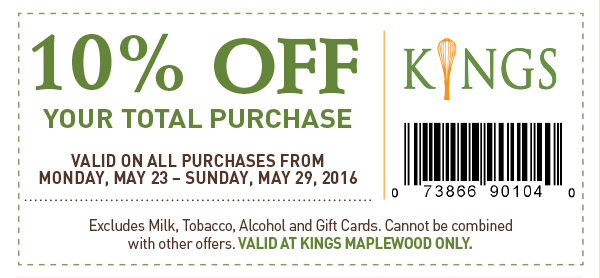 10% OFF
YOUR TOTAL PURCHASE
VALID ON ALL PURCHASES FROM
MONDAY, MAY 23 – SUNDAY, MAY 29, 2016
KINGS
0 73866 90104 0
Excludes Milk, Tobacco, Alcohol and Gift Cards. Cannot be combined
with other offers. VALID AT KINGS MAPLEWOOD ONLY.